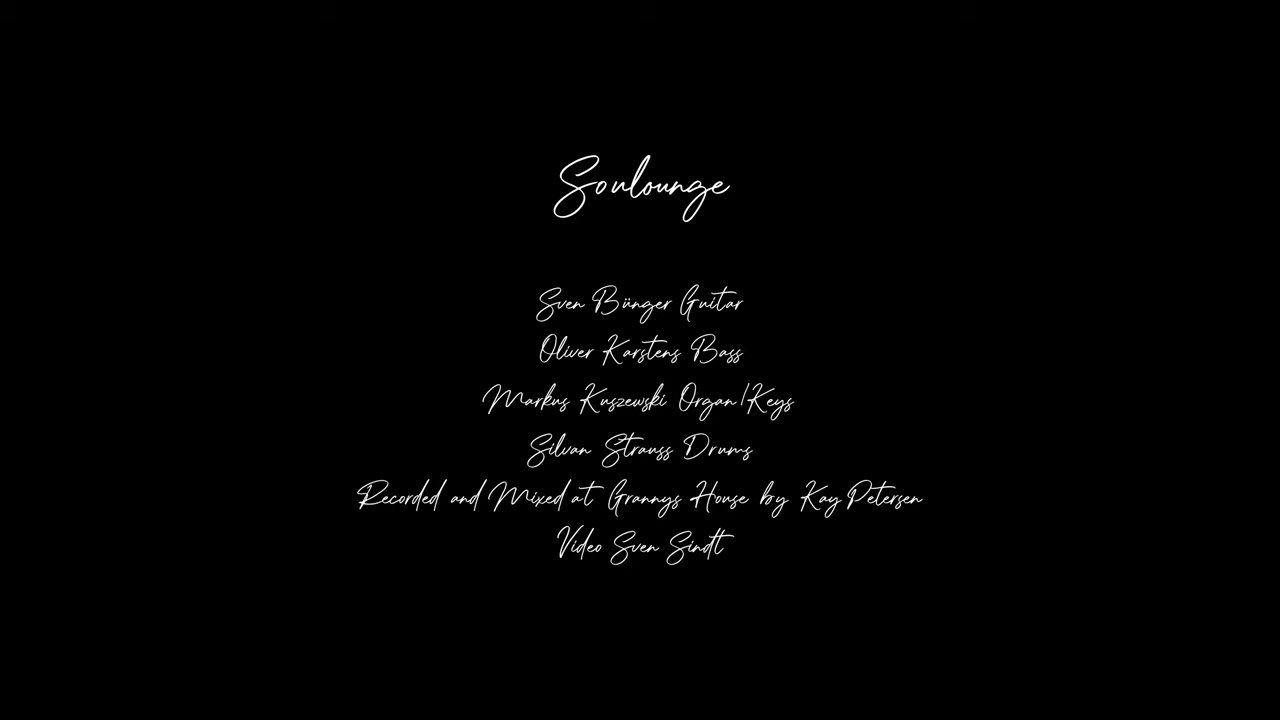 Soulounge
Sven Bünger Guitar
Oliver Karstens Bass
Markus Kuszewski Organ/Keys
Silvan Strauss Drums
Recorded and Mixed at Grannys House by Kay Petersen
Video Sven Sindt